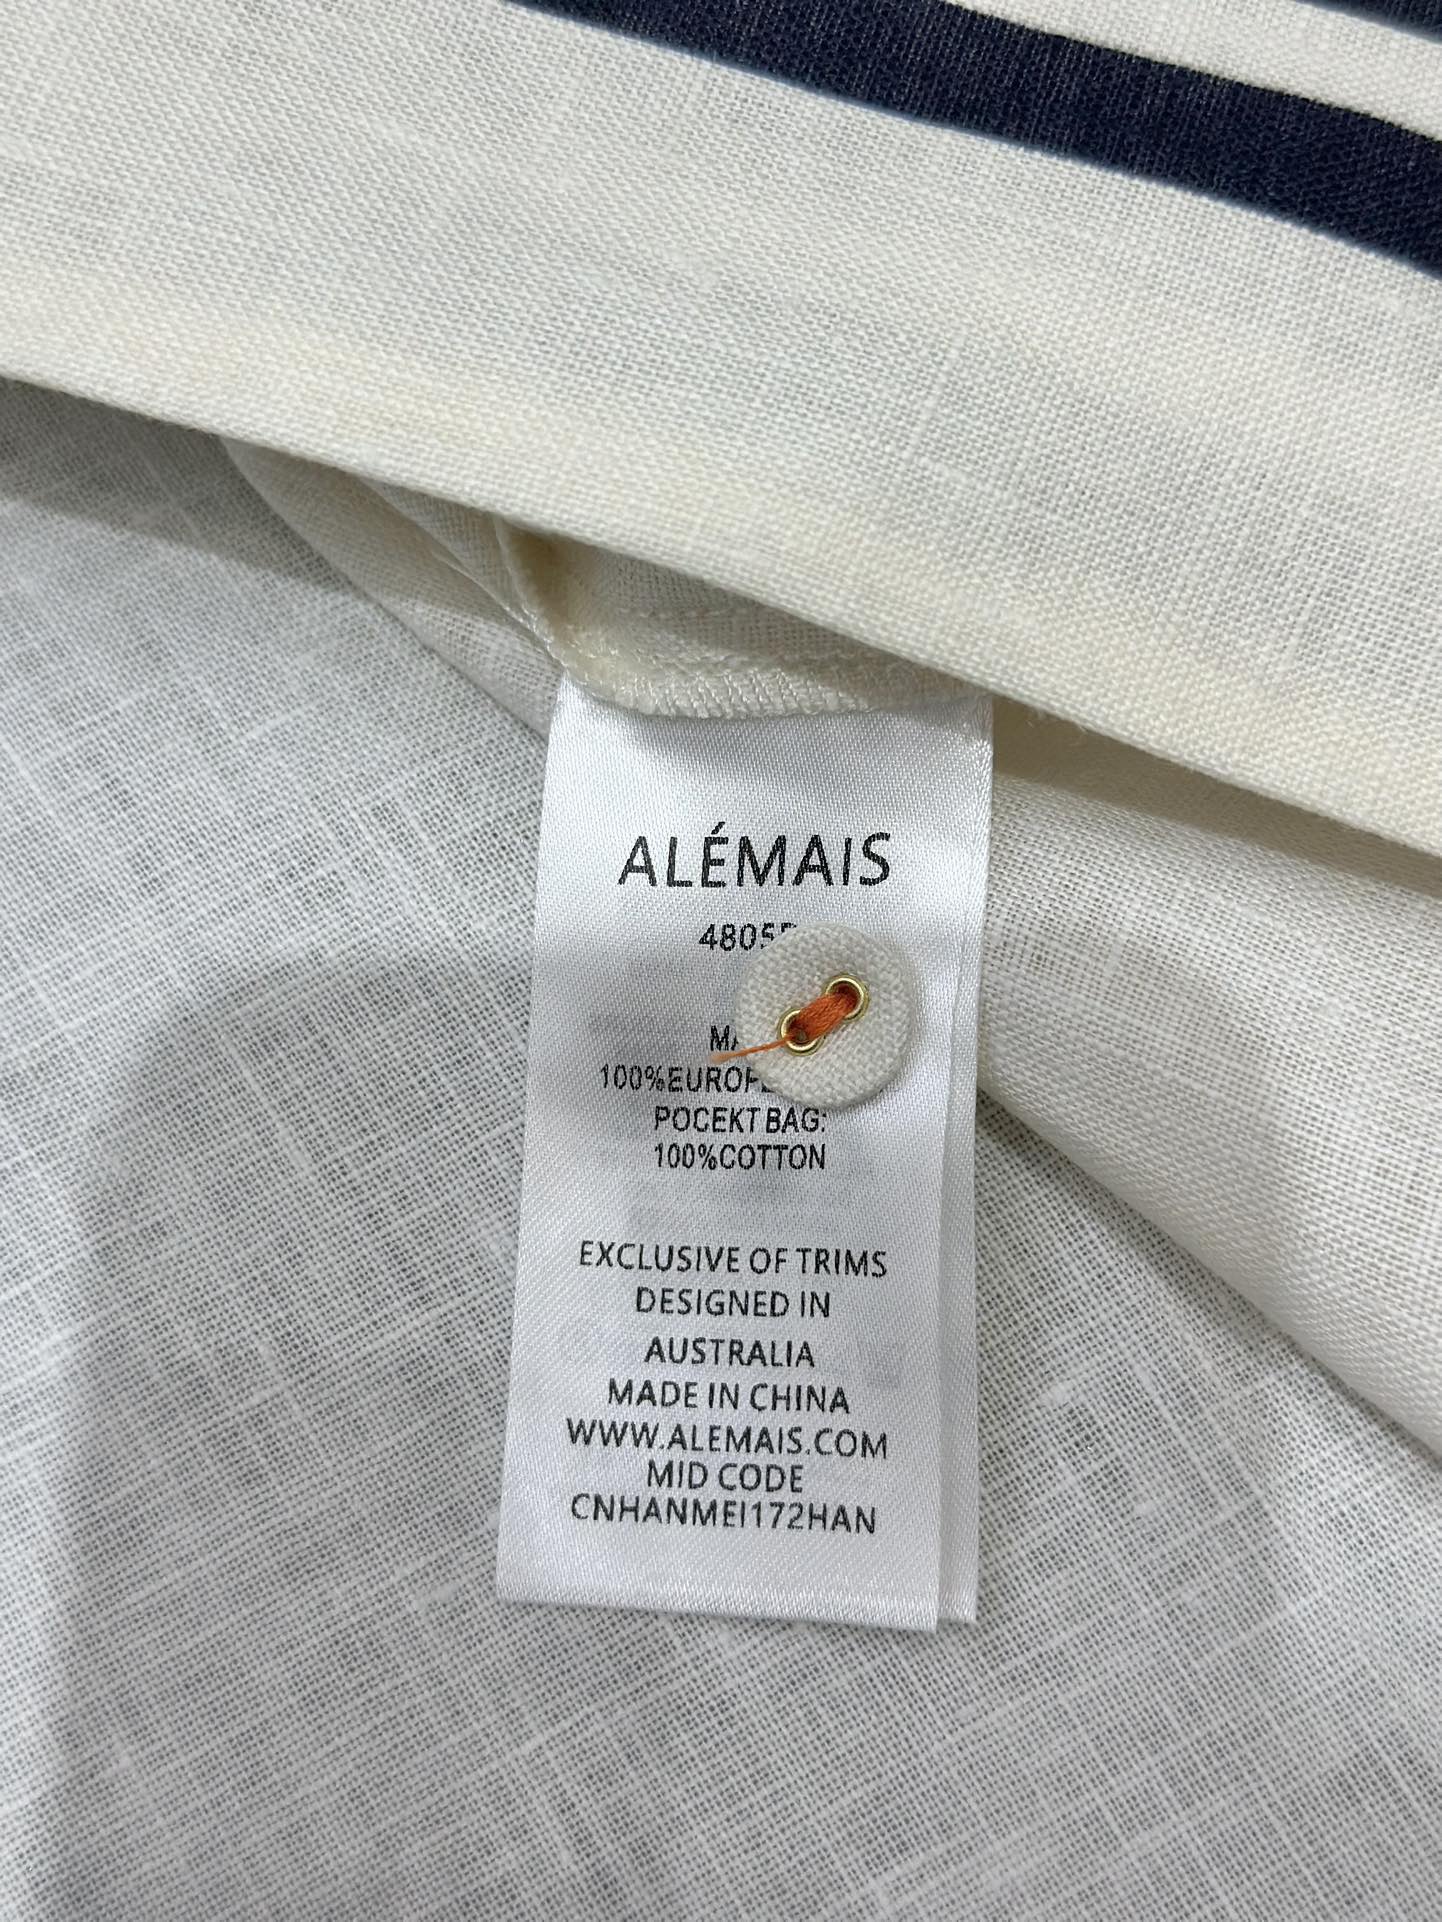 ALÉMAIS
4805
100%
POCEKT BAG:
100%COTTON
EXCLUSIVE OF TRIMS
DESIGNED IN
AUSTRALIA
MADE IN CHINA
WWW.ALEMAIS.COM
MID CODE
CNHANMEI172HAN